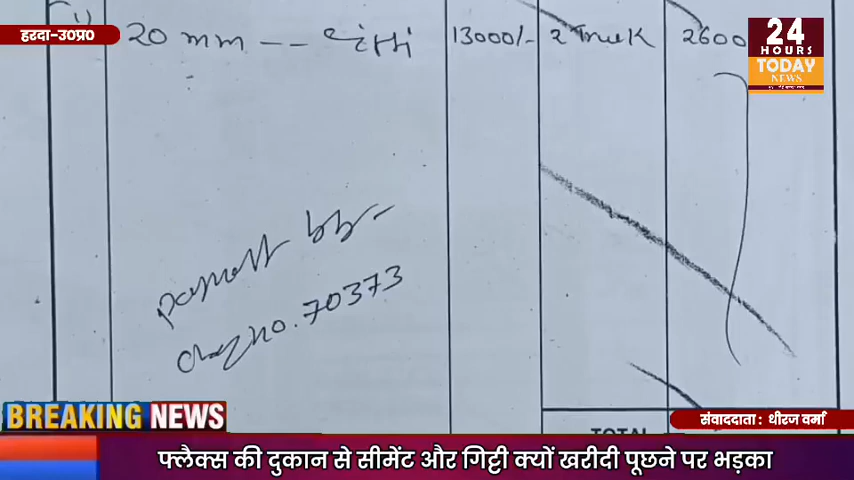 1) 20 mm -- गिट्टी 13000/- 2 Truck 2600
हरदा-उ0प्र0
24
HOURS
TODAY
NEWS
payment by-
chq no. 70373
TOTAL
BREAKING NEWS
संवाददाता : धीरज वर्मा
फ्लैक्स की दुकान से सीमेंट और गिट्टी क्यों खरीदी पूछने पर भड़का